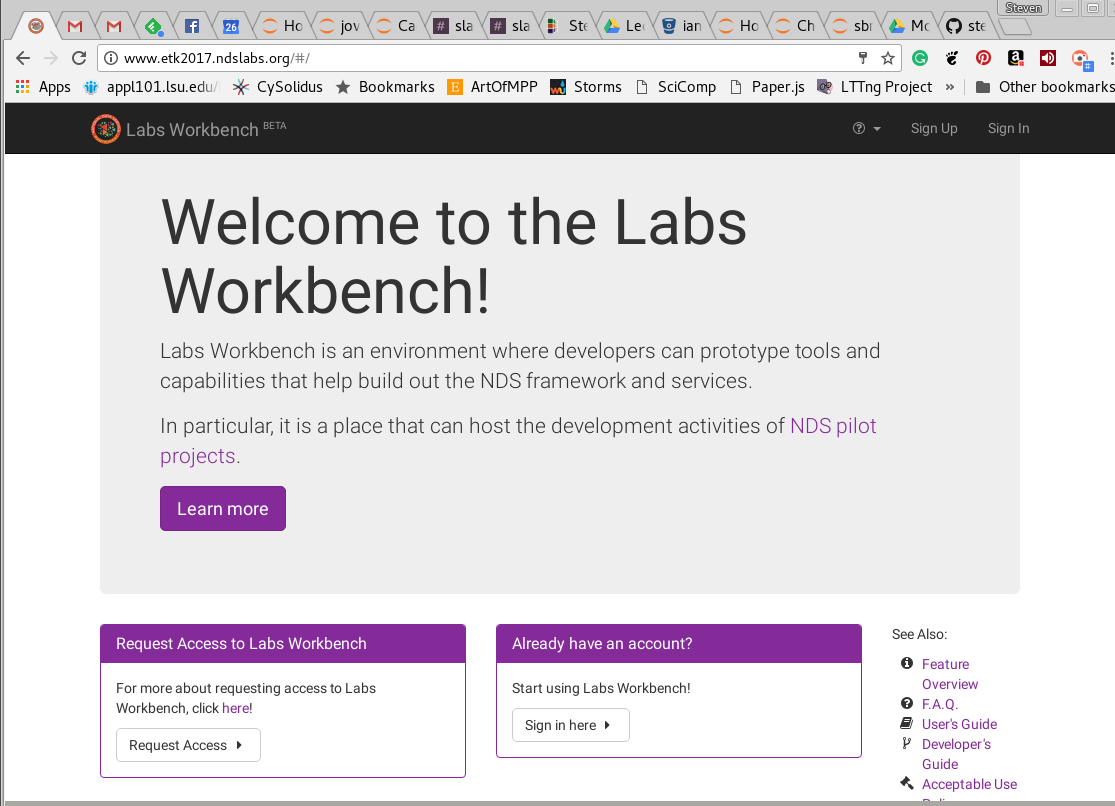 Steven
Ho
jov
Ca
sla
sla
Ste
Le
ian
Ho
Ch
sbr
Mo
ste
www.etk2017.ndslabs.org/#/
Apps
appl101.lsu.edu/
CySolidus
Bookmarks
ArtOfMPP
Storms
SciComp
Paper.js
LTTng Project
»
Other bookmarks
Labs Workbench BETA
Sign Up
Sign In
Welcome to the Labs
Workbench!
Labs Workbench is an environment where developers can prototype tools and
capabilities that help build out the NDS framework and services.
In particular, it is a place that can host the development activities of NDS pilot
projects.
Learn more
Request Access to Labs Workbench
For more about requesting access to Labs
Workbench, click here!
Request Access
Already have an account?
Start using Labs Workbench!
Sign in here
See Also:
Feature
Overview
F.A.Q.
User's Guide
Developer's
Guide
Acceptable Use